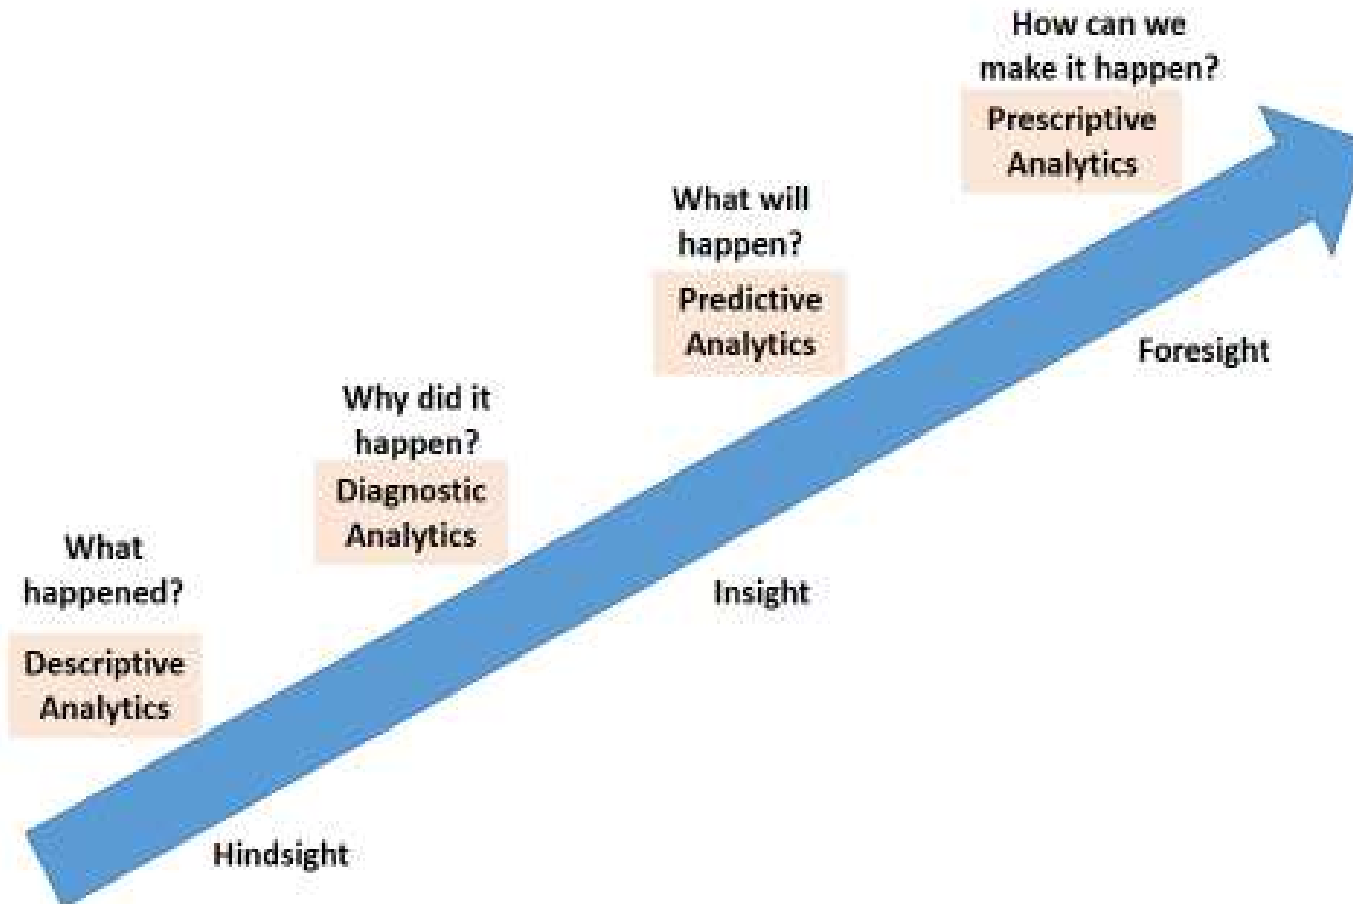 How can we
make it happen?
Prescriptive
Analytics
What will
happen?
Predictive
Analytics
Foresight
Why did it
happen?
Diagnostic
Analytics
Insight
What
happened?
Descriptive
Analytics
Hindsight